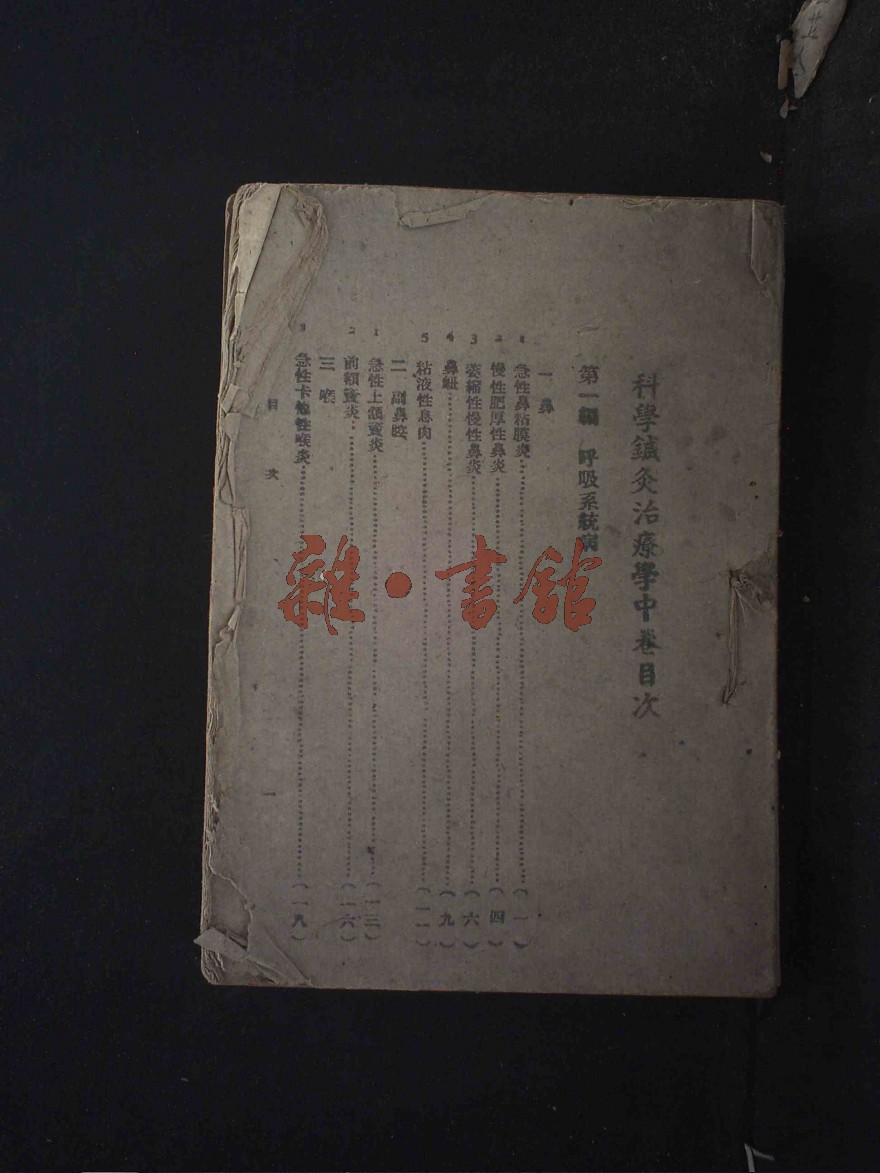 科學鍼灸治療學中卷目次
第一編　呼吸系統病
一　鼻
1　急性鼻粘膜炎（一）
2　慢性肥厚性鼻炎（四）
3　萎縮性慢性鼻炎（六）
4　鼻衄（九）
5　粘液性息肉（一一）
二　副鼻腔
1　急性上顎竇炎（一三）
2　前額竇炎（一六）
三　喉
急性卡他性喉炎（一九）
目次　一
雜·書館